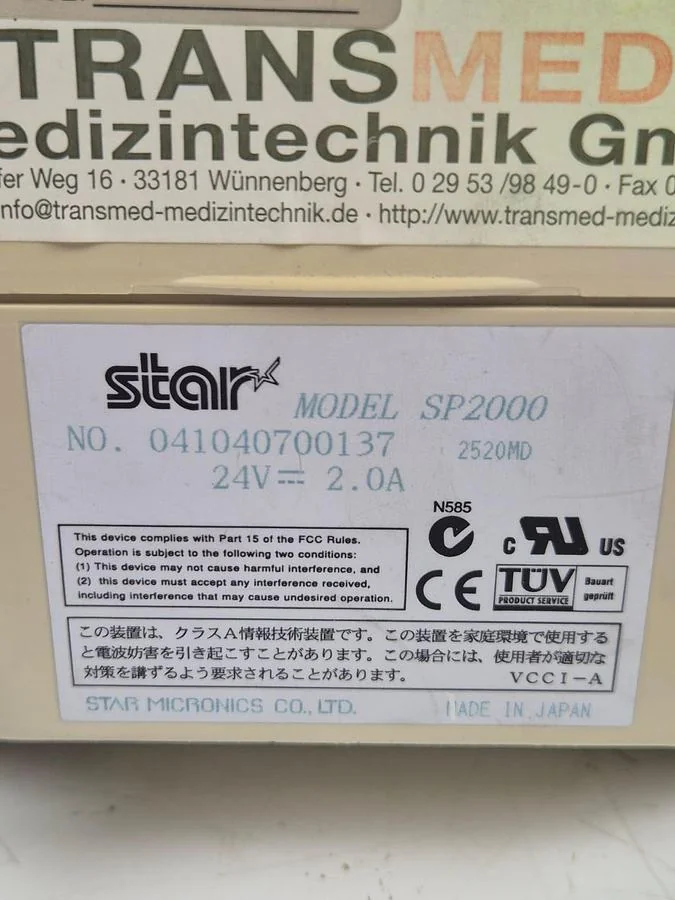 TRANSMED
edizintechnik Gm
fer Weg 16 · 33181 Wünnenberg · Tel. 0 29 53 /98 49-0 · Fax 0
nfo@transmed-medizintechnik.de · http://www.transmed-mediz
star
MODEL SP2000
NO. 041040700137 2520MD
24V⎓ 2.0A
N585
This device complies with Part 15 of the FCC Rules.
Operation is subject to the following two conditions:
(1) This device may not cause harmful interference, and
(2) this device must accept any interference received,
including interference that may cause undesired operation.
c RU US
CE TÜV Bauart
PRODUCT SERVICE geprüft
この装置は、クラスA情報技術装置です。この装置を家庭環境で使用する
と電波妨害を引き起こすことがあります。この場合には、使用者が適切な
対策を講ずるよう要求されることがあります。 VCCI-A
STAR MICRONICS CO., LTD. MADE IN JAPAN